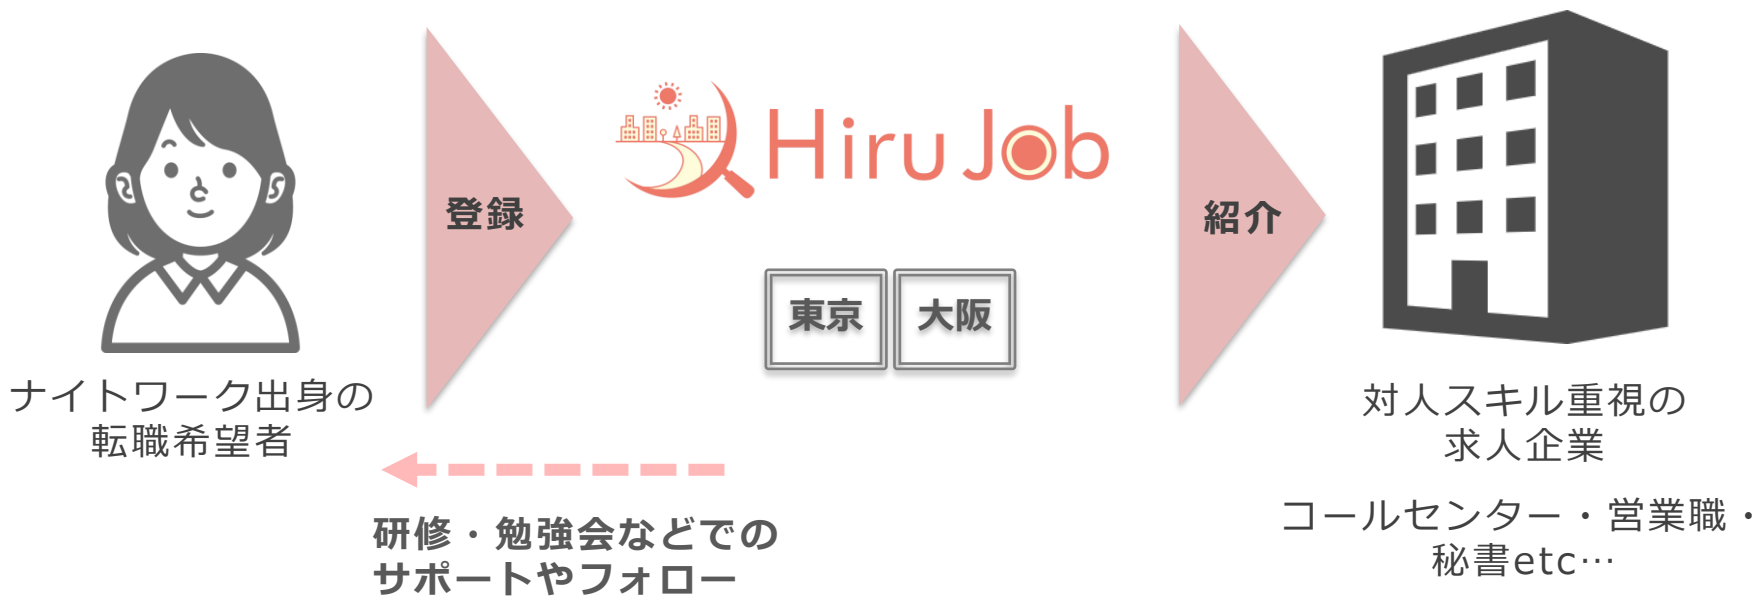 登録
Hiru Job
紹介
東京
大阪
ナイトワーク出身の
転職希望者
対人スキル重視の
求人企業
研修・勉強会などでの
サポートやフォロー
コールセンター・営業職・
秘書etc…